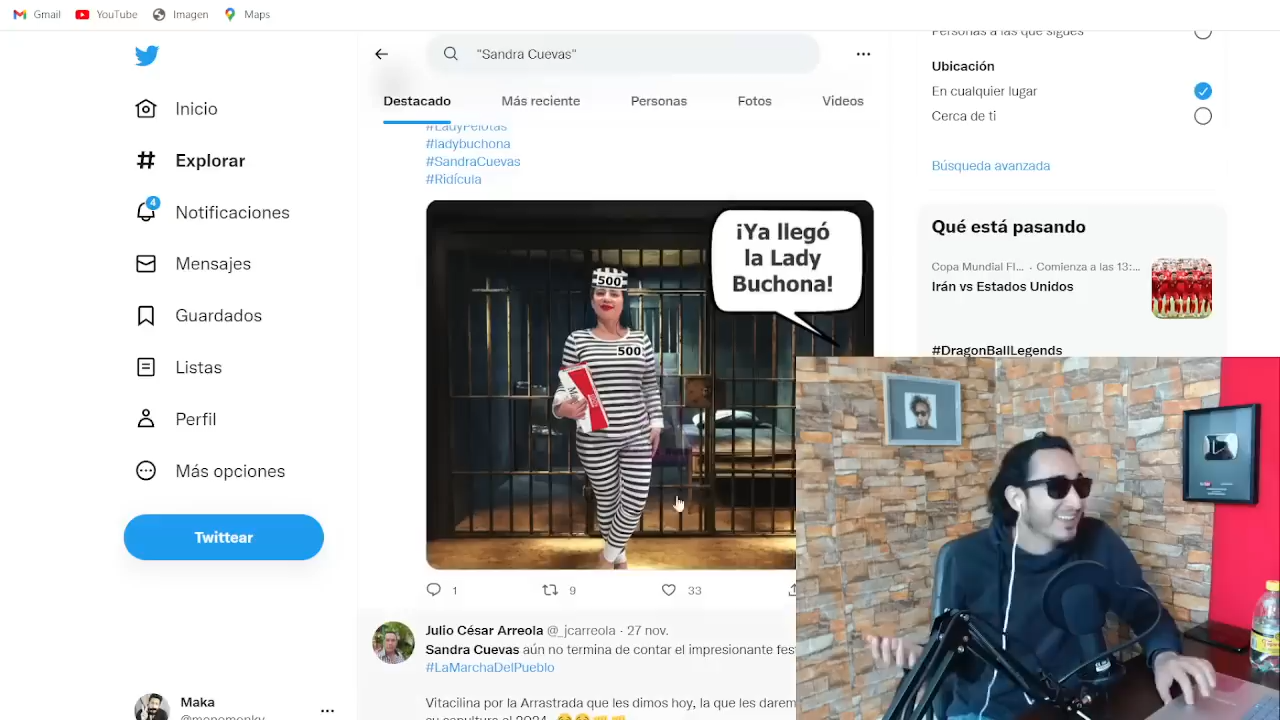 Gmail
YouTube
Imagen
Maps
Inicio
Explorar
4
Notificaciones
Mensajes
Guardados
Listas
Perfil
Más opciones
Twittear
Maka
@monomonky
"Sandra Cuevas"
Destacado
Más reciente
Personas
Fotos
Videos
#LadyPelotas
#ladybuchona
#SandraCuevas
#Ridícula
¡Ya llegó
la Lady
Buchona!
500
500
1
9
33
Julio César Arreola @_jcarreola · 27 nov.
Sandra Cuevas aún no termina de contar el impresionante
#LaMarchaDelPueblo
Vitacilina por la Arrastrada que les dimos hoy, la que les
Personas a las que sigues
Ubicación
En cualquier lugar
Cerca de ti
Búsqueda avanzada
Qué está pasando
Copa Mundial FI... · Comienza a las 13:...
Irán vs Estados Unidos
#DragonBallLegends